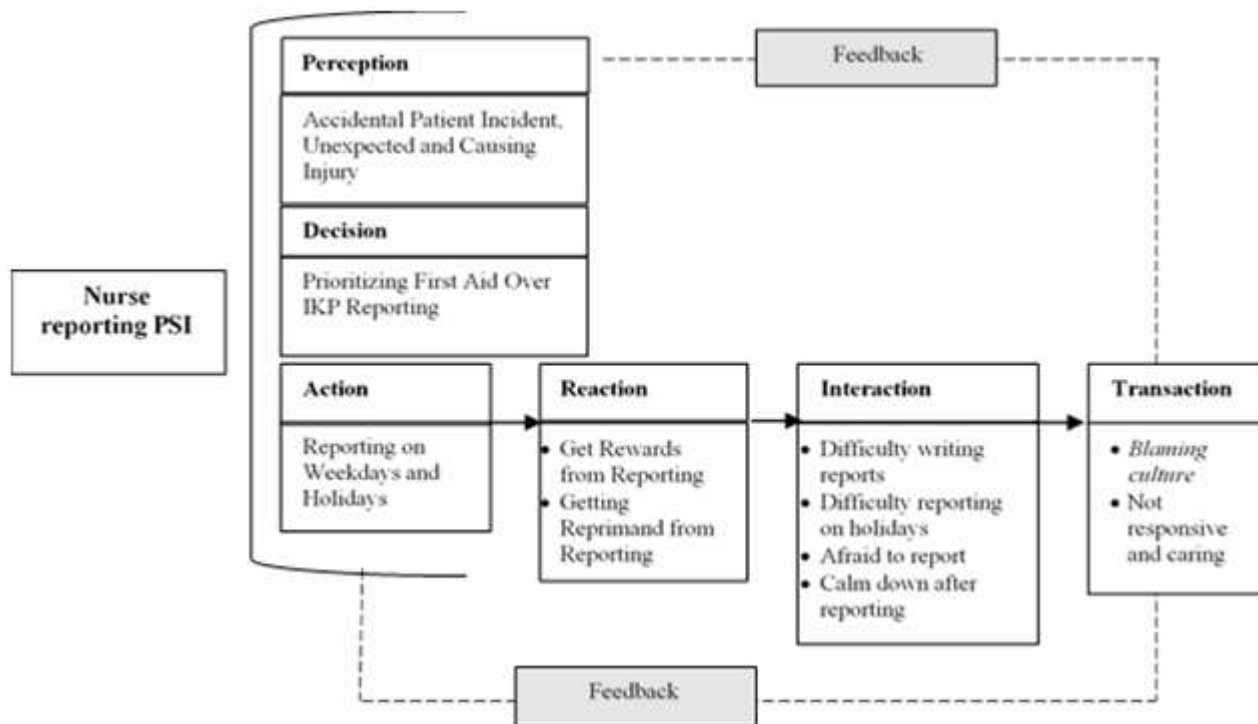 Perception
Feedback
Accidental Patient Incident,
Unexpected and Causing
Injury
Decision
Prioritizing First Aid Over
IKP Reporting
Nurse
reporting PSI
Action
Reporting on
Weekdays and
Holidays
Reaction
• Get Rewards
from Reporting
• Getting
Reprimand from
Reporting
Interaction
• Difficulty writing
reports
• Difficulty reporting
on holidays
• Afraid to report
• Calm down after
reporting
Transaction
• Blaming
culture
• Not
responsive
and caring
Feedback